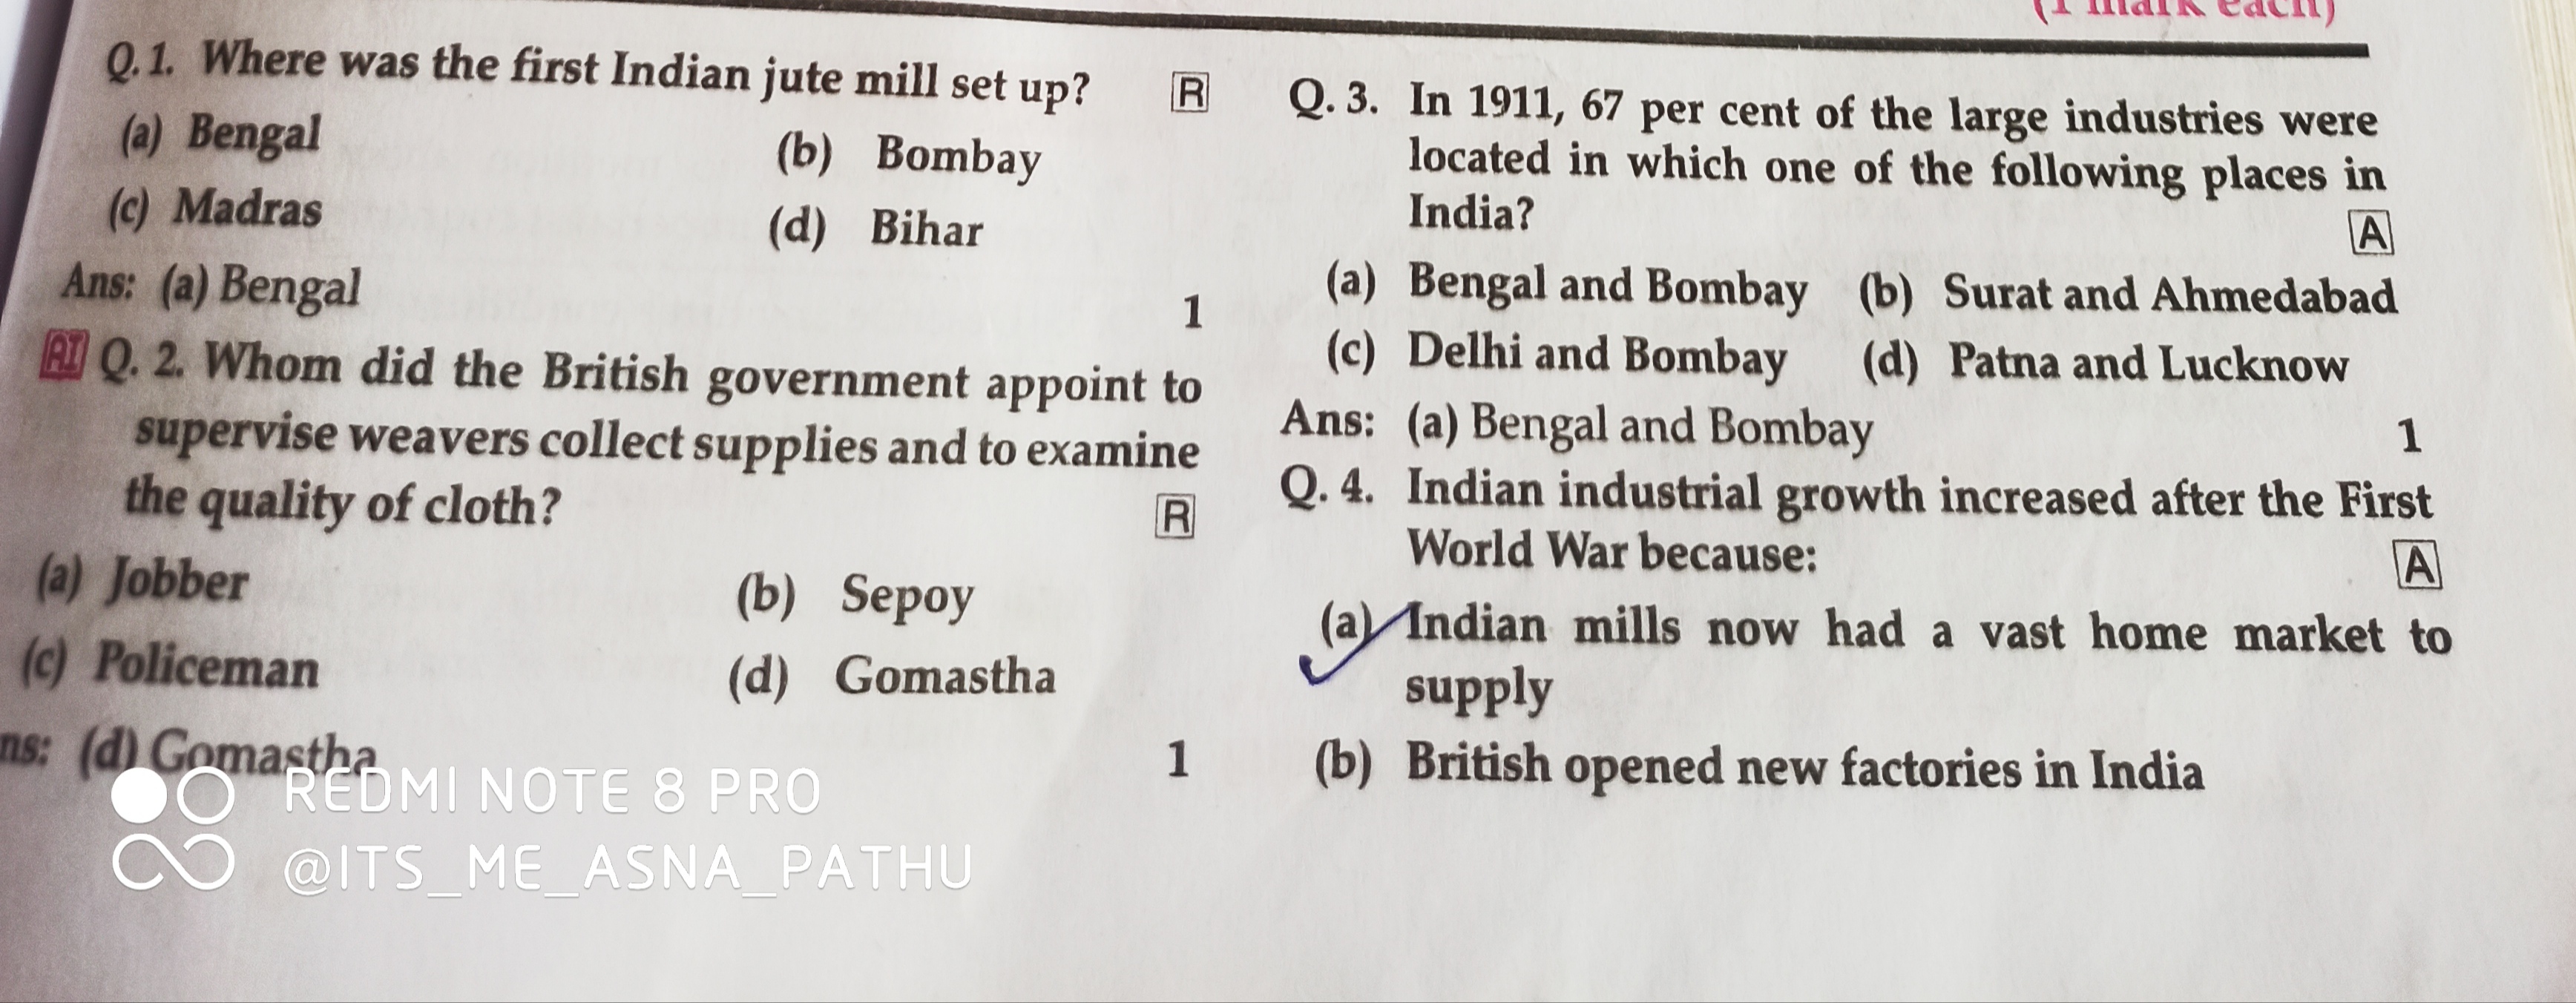 (1 mark each)
Q. 1. Where was the first Indian jute mill set up? R
(a) Bengal (b) Bombay
(c) Madras (d) Bihar
Ans: (a) Bengal 1
AI Q. 2. Whom did the British government appoint to
supervise weavers collect supplies and to examine
the quality of cloth? R
(a) Jobber (b) Sepoy
(c) Policeman (d) Gomastha
ns: (d) Gomastha 1
Q. 3. In 1911, 67 per cent of the large industries were
located in which one of the following places in
India? A
(a) Bengal and Bombay (b) Surat and Ahmedabad
(c) Delhi and Bombay (d) Patna and Lucknow
Ans: (a) Bengal and Bombay 1
Q. 4. Indian industrial growth increased after the First
World War because: A
(a) Indian mills now had a vast home market to
supply
(b) British opened new factories in India
REDMI NOTE 8 PRO
@ITS_ME_ASNA_PATHU